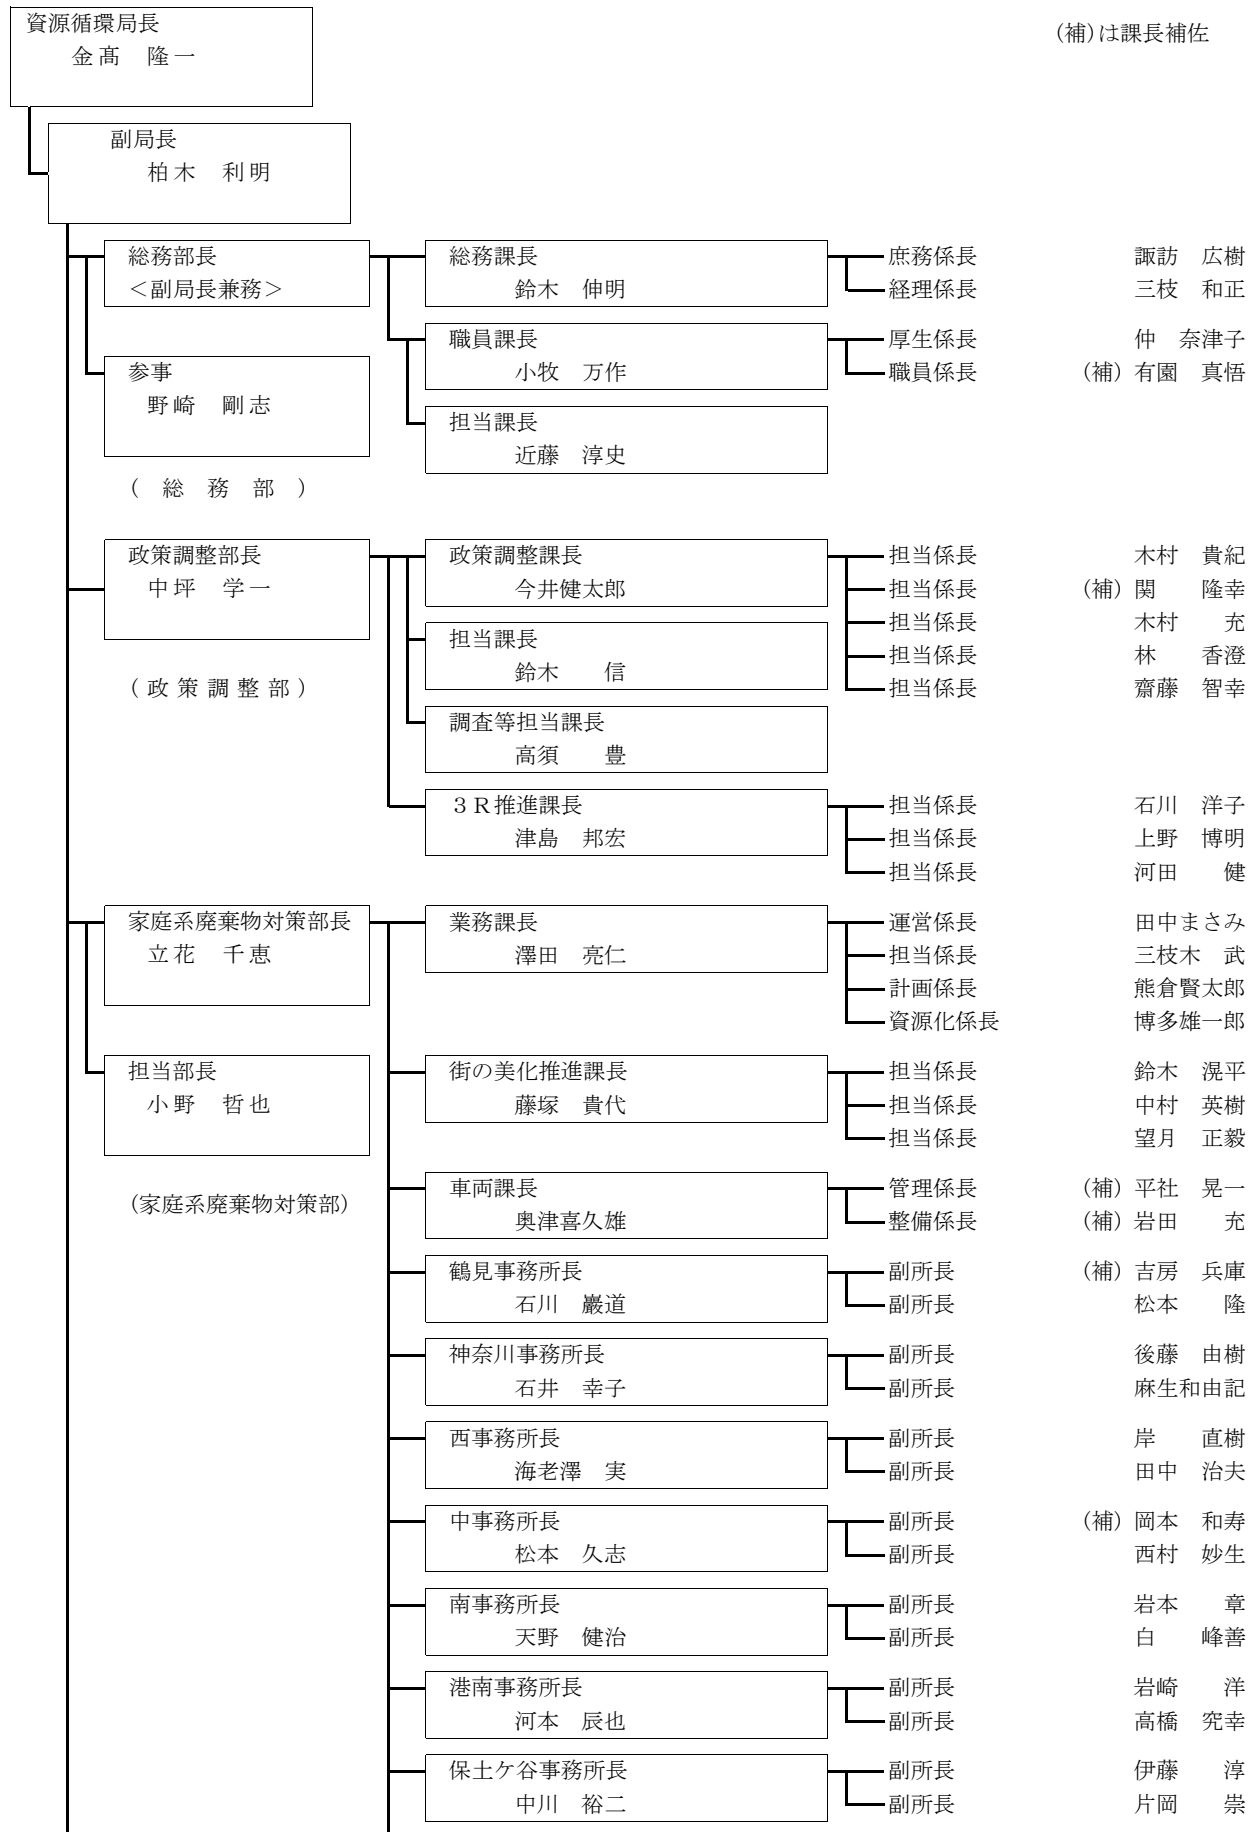 資源循環局長
金髙　隆一
(補)は課長補佐
副局長
柏木　利明
総務部長
＜副局長兼務＞
総務課長
鈴木　伸明
庶務係長　諏訪　広樹
経理係長　三枝　和正
職員課長
小牧　万作
厚生係長　仲　奈津子
職員係長　(補) 有園　真悟
参事
野崎　剛志
担当課長
近藤　淳史
(　総　務　部　)
政策調整部長
中坪　学一
政策調整課長
今井健太郎
担当係長　木村　貴紀
担当係長　(補) 関　　隆幸
担当係長　木村　　充
担当係長　林　　香澄
担当係長　齋藤　智幸
担当課長
鈴木　　信
(政策調整部)
調査等担当課長
高須　　豊
３Ｒ推進課長
津島　邦宏
担当係長　石川　洋子
担当係長　上野　博明
担当係長　河田　　健
家庭系廃棄物対策部長
立花　千恵
業務課長
澤田　亮仁
運営係長　田中まさみ
担当係長　三枝木　武
計画係長　熊倉賢太郎
資源化係長　博多雄一郎
担当部長
小野　哲也
街の美化推進課長
藤塚　貴代
担当係長　鈴木　滉平
担当係長　中村　英樹
担当係長　望月　正毅
(家庭系廃棄物対策部)
車両課長
奥津喜久雄
管理係長　(補) 平社　晃一
整備係長　(補) 岩田　　充
鶴見事務所長
石川　巖道
副所長　(補) 吉房　兵庫
副所長　松本　　隆
神奈川事務所長
石井　幸子
副所長　後藤　由樹
副所長　麻生和由記
西事務所長
海老澤　実
副所長　岸　　直樹
副所長　田中　治夫
中事務所長
松本　久志
副所長　(補) 岡本　和寿
副所長　西村　妙生
南事務所長
天野　健治
副所長　岩本　　章
副所長　白　　峰善
港南事務所長
河本　辰也
副所長　岩崎　　洋
副所長　高橋　究幸
保土ケ谷事務所長
中川　裕二
副所長　伊藤　　淳
副所長　片岡　　崇